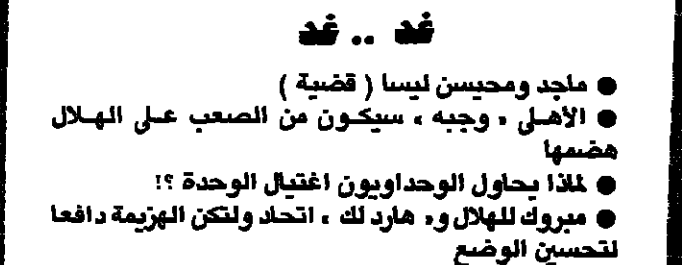 غد .. غد
● ماجد ومحيسن ليسا ( قضية )
● الأهلى « وجبه » سيكون من الصعب على الهلال
هضمها
● لماذا يحاول الوحداويون اغتيال الوحدة ؟!
● مبروك للهلال و« هارد لك » اتحاد ولتكن الهزيمة دافعا
لتحسين الوضع